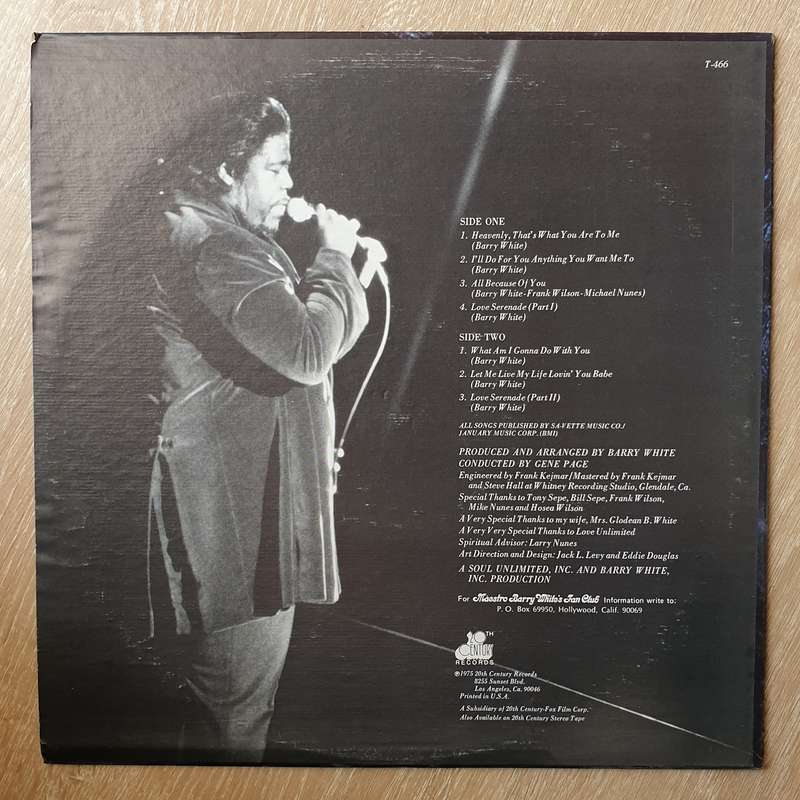 T-466
SIDE ONE
1. Heavenly, That's What You Are To Me
(Barry White)
2. I'll Do For You Anything You Want Me To
(Barry White)
3. All Because Of You
(Barry White-Frank Wilson-Michael Nunes)
4. Love Serenade (Part I)
(Barry White)
SIDE TWO
1. What Am I Gonna Do With You
(Barry White)
2. Let Me Live My Life Lovin' You Babe
(Barry White)
3. Love Serenade (Part II)
(Barry White)
ALL SONGS PUBLISHED BY SA-VETTE MUSIC CO./
JANUARY MUSIC CORP. (BMI)
PRODUCED AND ARRANGED BY BARRY WHITE
CONDUCTED BY GENE PAGE
Engineered by Frank Kejmar/Mastered by Frank Kejmar
and Steve Hall at Whitney Recording Studio, Glendale, Ca.
Special Thanks to Tony Sepe, Bill Sepe, Frank Wilson,
Mike Nunes and Hosea Wilson
A Very Special Thanks to my wife, Mrs. Glodean B. White
A Very Very Special Thanks to Love Unlimited
Spiritual Advisor: Larry Nunes
Art Direction and Design: Jack L. Levy and Eddie Douglas
A SOUL UNLIMITED, INC. AND BARRY WHITE,
INC. PRODUCTION
For Maestro Barry White's Fan Club Information write to:
P. O. Box 69950, Hollywood, Calif. 90069
20TH
CENTURY
RECORDS
℗1975 20th Century Records
8255 Sunset Blvd.
Los Angeles, Ca. 90046
Printed in U.S.A.
A Subsidiary of 20th Century-Fox Film Corp.
Also Available on 20th Century Stereo Tape